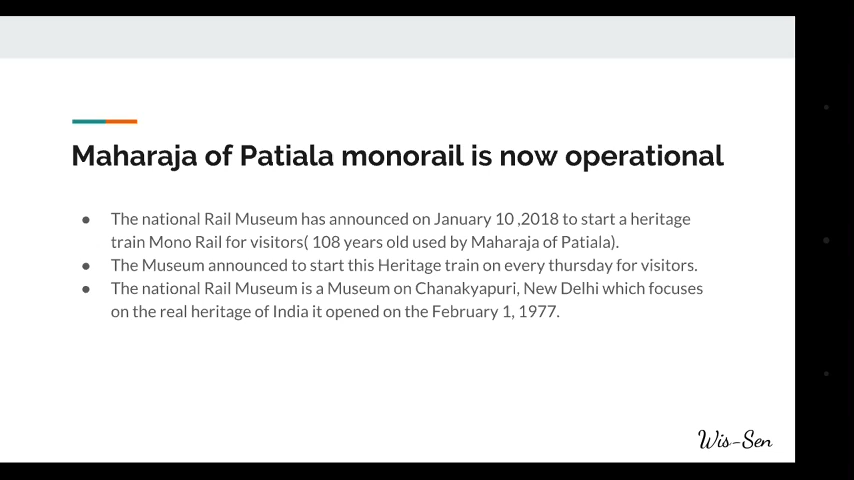 Maharaja of Patiala monorail is now operational
● The national Rail Museum has announced on January 10 ,2018 to start a heritage
train Mono Rail for visitors( 108 years old used by Maharaja of Patiala).
● The Museum announced to start this Heritage train on every thursday for visitors.
● The national Rail Museum is a Museum on Chanakyapuri, New Delhi which focuses
on the real heritage of India it opened on the February 1, 1977.
Wis-Sen